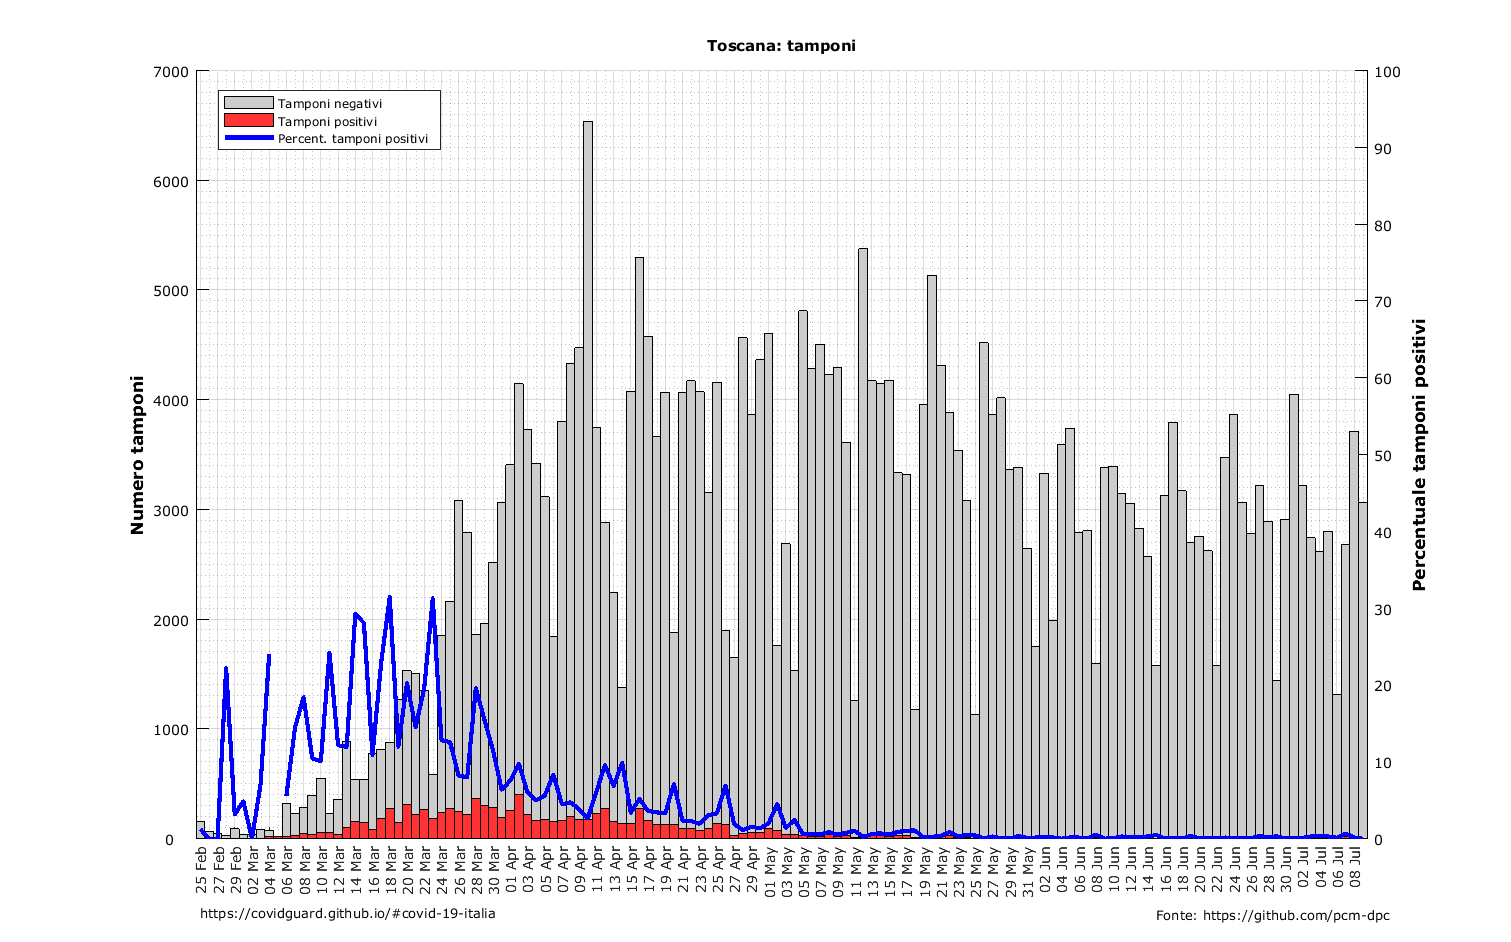 Toscana: tamponi
7000
6000
5000
4000
3000
2000
1000
0
100
90
80
70
60
50
40
30
20
10
0
Tamponi negativi
Tamponi positivi
Percent. tamponi positivi
Numero tamponi
Percentuale tamponi positivi
25 Feb
27 Feb
29 Feb
02 Mar
04 Mar
06 Mar
08 Mar
10 Mar
12 Mar
14 Mar
16 Mar
18 Mar
20 Mar
22 Mar
24 Mar
26 Mar
28 Mar
30 Mar
01 Apr
03 Apr
05 Apr
07 Apr
09 Apr
11 Apr
13 Apr
15 Apr
17 Apr
19 Apr
21 Apr
23 Apr
25 Apr
27 Apr
29 Apr
01 May
03 May
05 May
07 May
09 May
11 May
13 May
15 May
17 May
19 May
21 May
23 May
25 May
27 May
29 May
31 May
02 Jun
04 Jun
06 Jun
08 Jun
10 Jun
12 Jun
14 Jun
16 Jun
18 Jun
20 Jun
22 Jun
24 Jun
26 Jun
28 Jun
30 Jun
02 Jul
04 Jul
06 Jul
08 Jul
https://covidguard.github.io/#covid-19-italia
Fonte: https://github.com/pcm-dpc